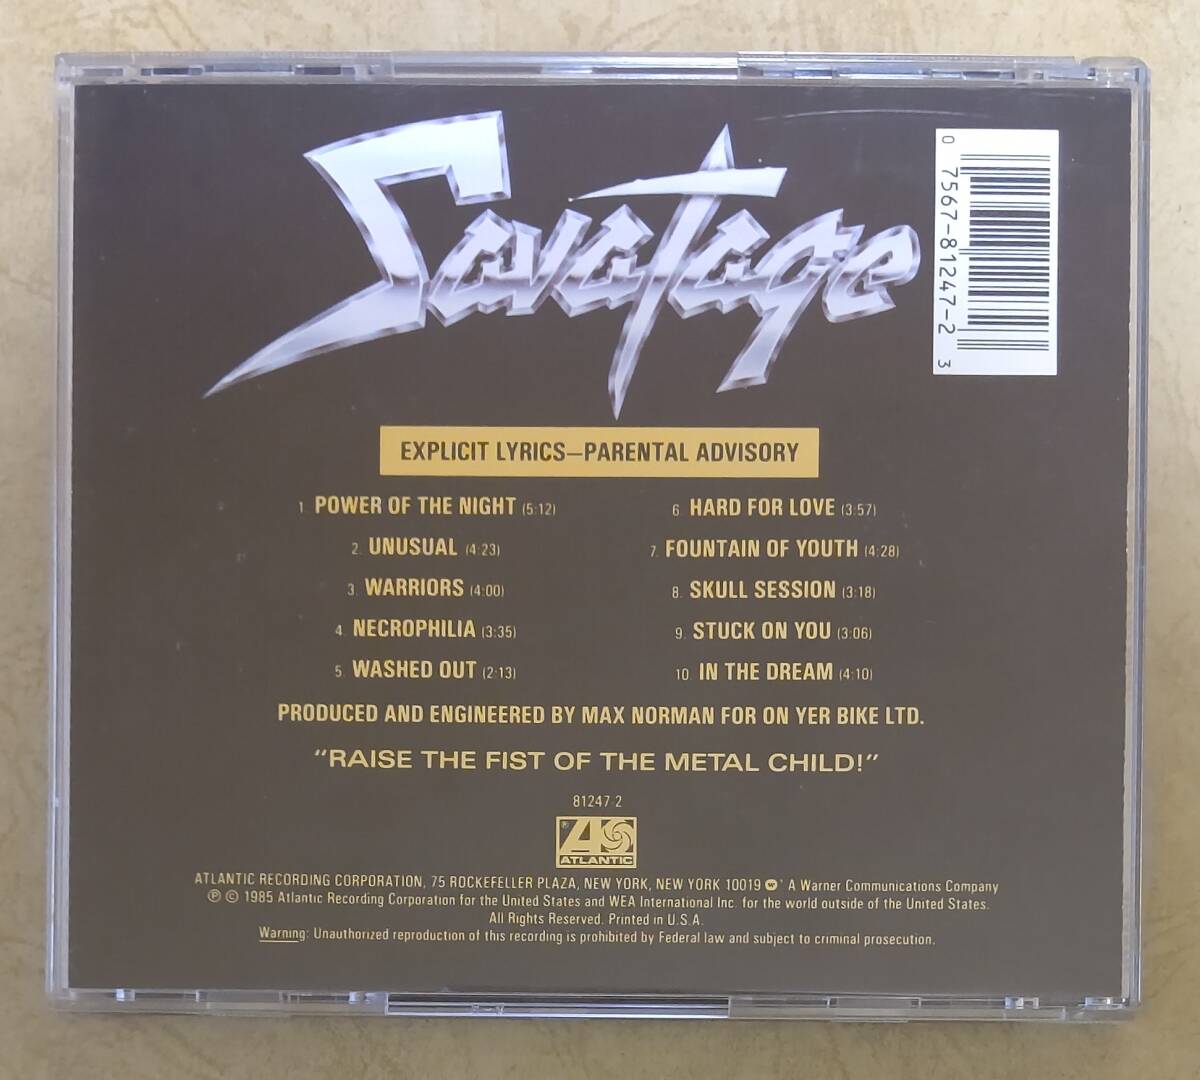 Savatage
0 7567-81247-2 3
EXPLICIT LYRICS—PARENTAL ADVISORY
1. POWER OF THE NIGHT (5:12)
2. UNUSUAL (4:23)
3. WARRIORS (4:00)
4. NECROPHILIA (3:35)
5. WASHED OUT (2:13)
6. HARD FOR LOVE (3:57)
7. FOUNTAIN OF YOUTH (4:28)
8. SKULL SESSION (3:18)
9. STUCK ON YOU (3:06)
10. IN THE DREAM (4:10)
PRODUCED AND ENGINEERED BY MAX NORMAN FOR ON YER BIKE LTD.
“RAISE THE FIST OF THE METAL CHILD!”
81247-2
ATLANTIC
ATLANTIC RECORDING CORPORATION, 75 ROCKEFELLER PLAZA, NEW YORK, NEW YORK 10019 A Warner Communications Company
℗ © 1985 Atlantic Recording Corporation for the United States and WEA International Inc. for the world outside of the United States.
All Rights Reserved. Printed in U.S.A.
Warning: Unauthorized reproduction of this recording is prohibited by Federal law and subject to criminal prosecution.